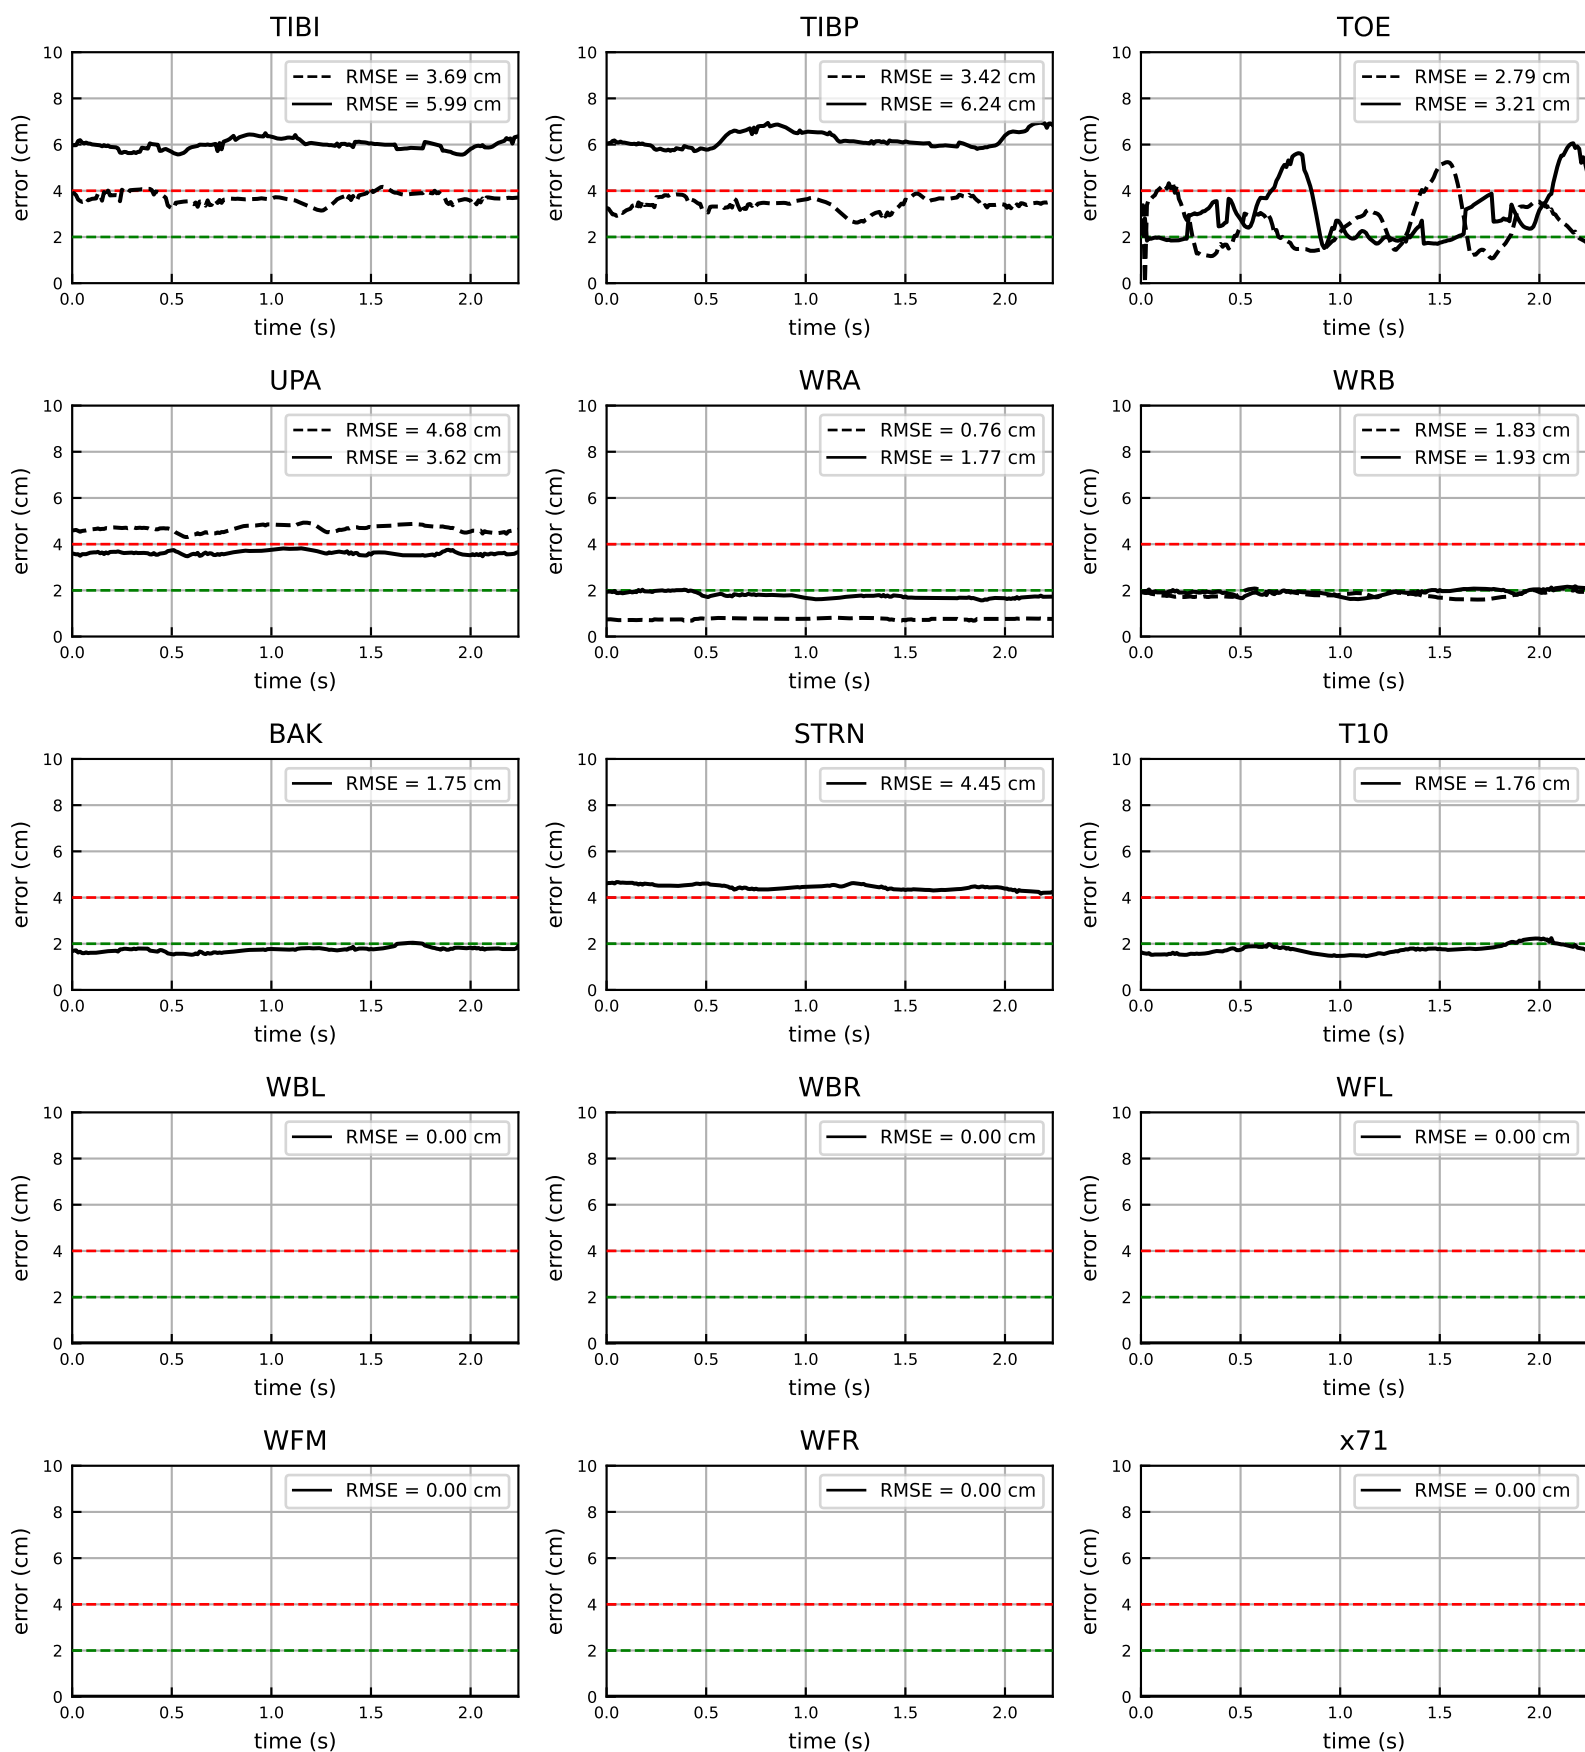 TIBI TIBP TOE
10 10 10
RMSE = 3.69 cm RMSE = 3.42 cm RMSE = 2.79 cm
RMSE = 5.99 cm RMSE = 6.24 cm RMSE = 3.21 cm
8 8 8
6 6 6
4 4 4
2 2 2
0 0 0
error (cm) error (cm) error (cm)
0.0 0.5 1.0 1.5 2.0 0.0 0.5 1.0 1.5 2.0 0.0 0.5 1.0 1.5 2.0
time (s) time (s) time (s)
UPA WRA WRB
10 10 10
RMSE = 4.68 cm RMSE = 0.76 cm RMSE = 1.83 cm
RMSE = 3.62 cm RMSE = 1.77 cm RMSE = 1.93 cm
8 8 8
6 6 6
4 4 4
2 2 2
0 0 0
error (cm) error (cm) error (cm)
0.0 0.5 1.0 1.5 2.0 0.0 0.5 1.0 1.5 2.0 0.0 0.5 1.0 1.5 2.0
time (s) time (s) time (s)
BAK STRN T10
10 10 10
RMSE = 1.75 cm RMSE = 4.45 cm RMSE = 1.76 cm
8 8 8
6 6 6
4 4 4
2 2 2
0 0 0
error (cm) error (cm) error (cm)
0.0 0.5 1.0 1.5 2.0 0.0 0.5 1.0 1.5 2.0 0.0 0.5 1.0 1.5 2.0
time (s) time (s) time (s)
WBL WBR WFL
10 10 10
RMSE = 0.00 cm RMSE = 0.00 cm RMSE = 0.00 cm
8 8 8
6 6 6
4 4 4
2 2 2
0 0 0
error (cm) error (cm) error (cm)
0.0 0.5 1.0 1.5 2.0 0.0 0.5 1.0 1.5 2.0 0.0 0.5 1.0 1.5 2.0
time (s) time (s) time (s)
WFM WFR x71
10 10 10
RMSE = 0.00 cm RMSE = 0.00 cm RMSE = 0.00 cm
8 8 8
6 6 6
4 4 4
2 2 2
0 0 0
error (cm) error (cm) error (cm)
0.0 0.5 1.0 1.5 2.0 0.0 0.5 1.0 1.5 2.0 0.0 0.5 1.0 1.5 2.0
time (s) time (s) time (s)